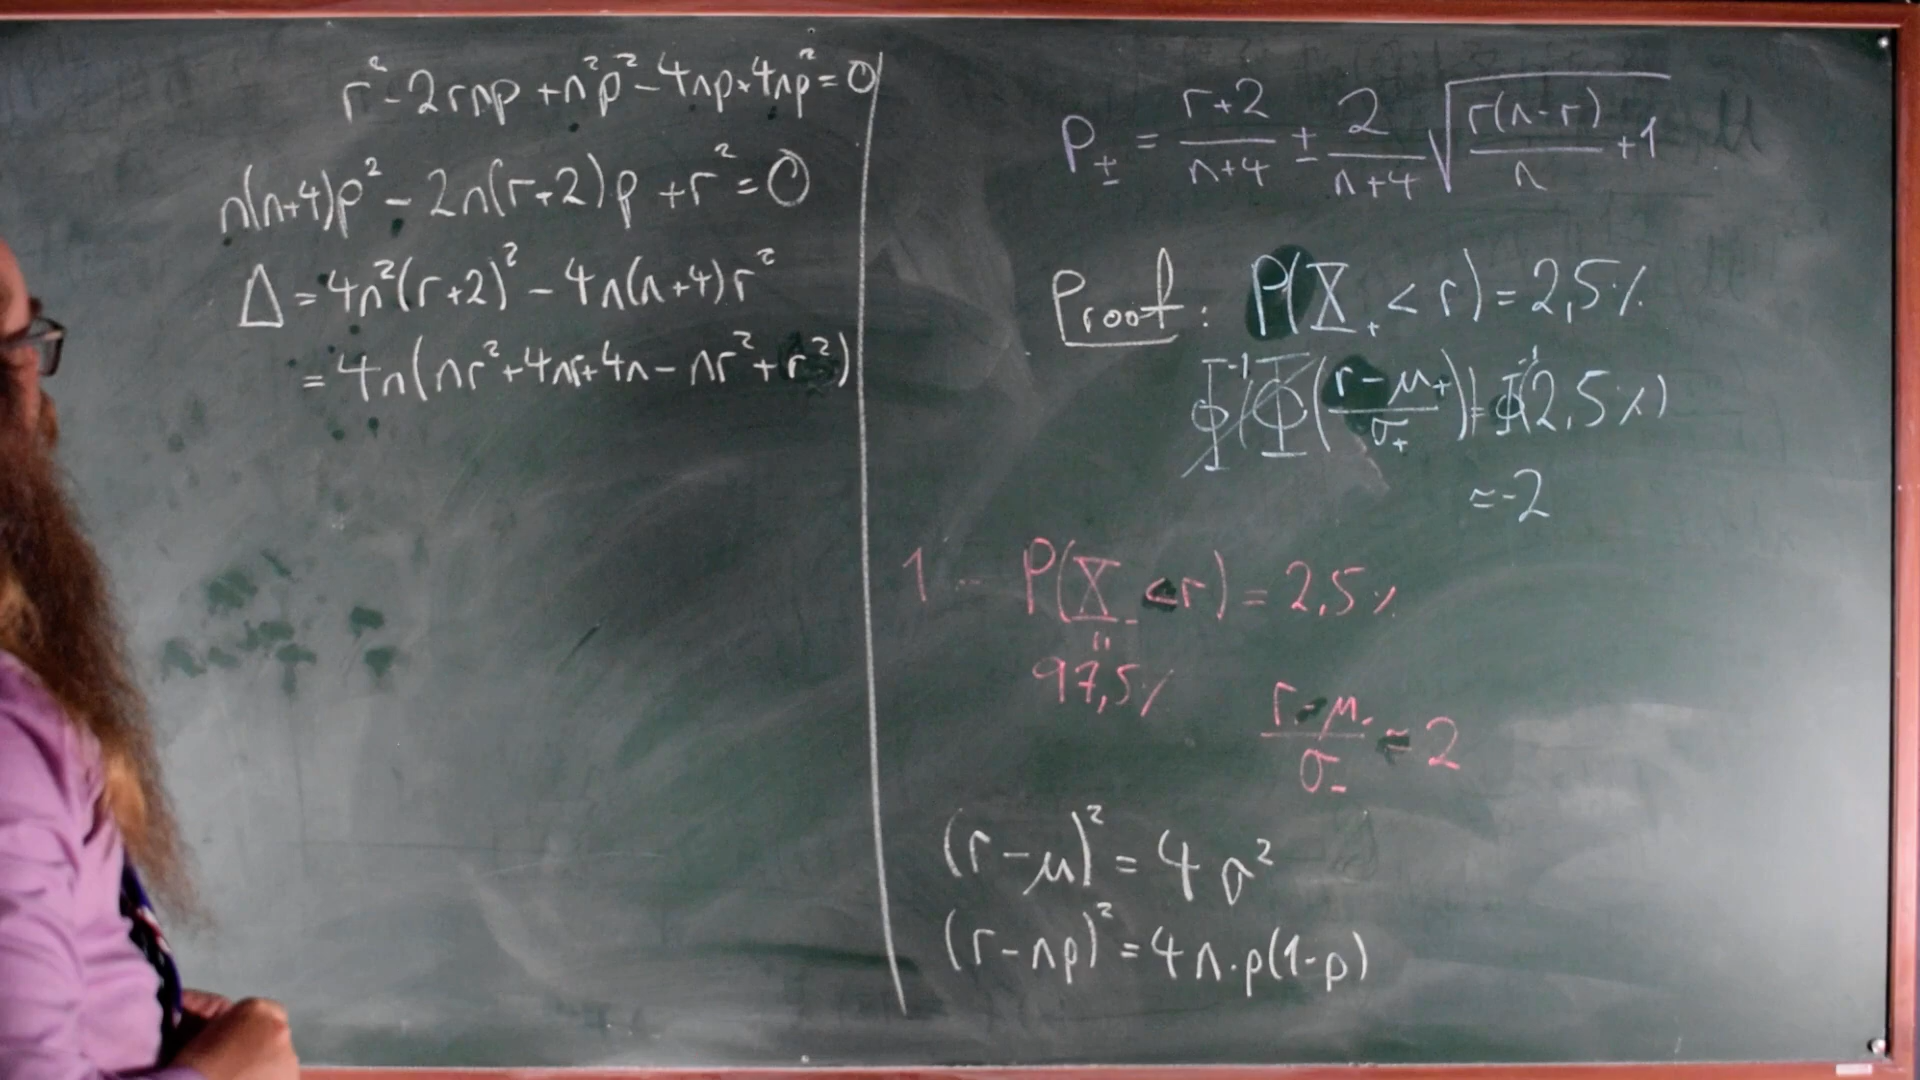 r² - 2rnp + n²p² - 4np + 4np² = 0
n(n+4)p² - 2n(r+2)p + r² = 0
Δ = 4n²(r+2)² - 4n(n+4)r²
= 4n(nr² + 4nr + 4n - nr² + r²)
p± = (r+2)/(n+4) ± 2/(n+4) √(r(n-r)/n + 1)
Proof: P(X₊ < r) = 2,5%
Φ⁻¹(Φ((r-μ₊)/σ₊)) = Φ⁻¹(2,5%)
≈ -2
1 - P(X₋ < r) = 2,5%
"
97,5%
(r-μ₋)/σ₋ = 2
(r-μ)² = 4σ²
(r-np)² = 4n·p(1-p)